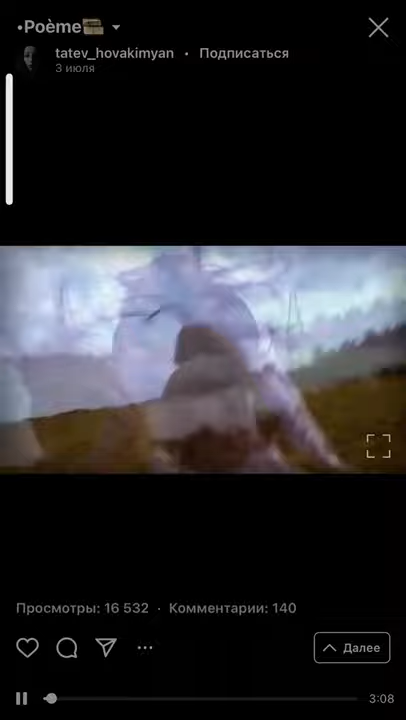 •Poème
tatev_hovakimyan • Подписаться
3 июля
Просмотры: 16 532 · Комментарии: 140
Далее
3:08